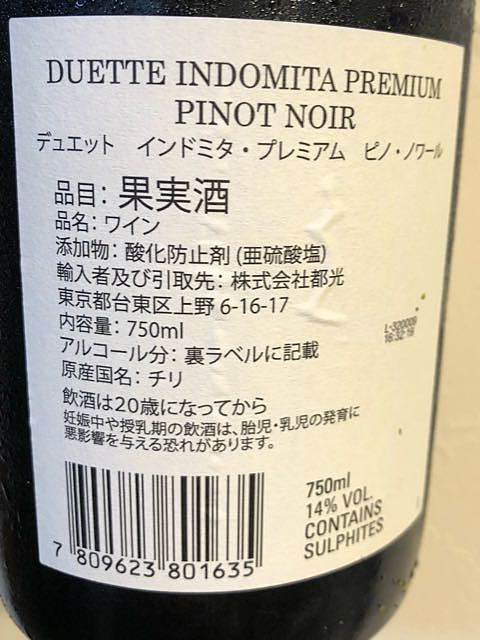 DUETTE INDOMITA PREMIUM
PINOT NOIR
デュエット　インドミタ・プレミアム　ピノ・ノワール
品目：果実酒
品名：ワイン
添加物：酸化防止剤 (亜硫酸塩)
輸入者及び引取先：株式会社都光
東京都台東区上野 6-16-17
内容量：750ml
アルコール分：裏ラベルに記載
原産国名：チリ
飲酒は20歳になってから
妊娠中や授乳期の飲酒は、胎児・乳児の発育に
悪影響を与える恐れがあります。
L-320009
16:32:19
750ml
14% VOL.
CONTAINS
SULPHITES
7 809623 801635